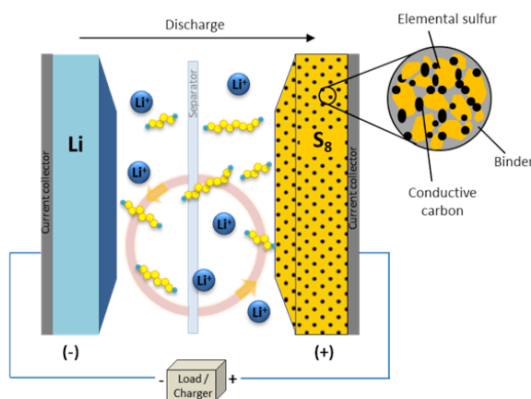 Discharge
Elemental sulfur
Li⁺
Li⁺
Separator
Li
Li⁺
S₈
Li⁺
Binder
Conductive
carbon
Current collector
Current collector
Li⁺
Li⁺
Li⁺
(-)
(+)
-
Load /
Charger
+